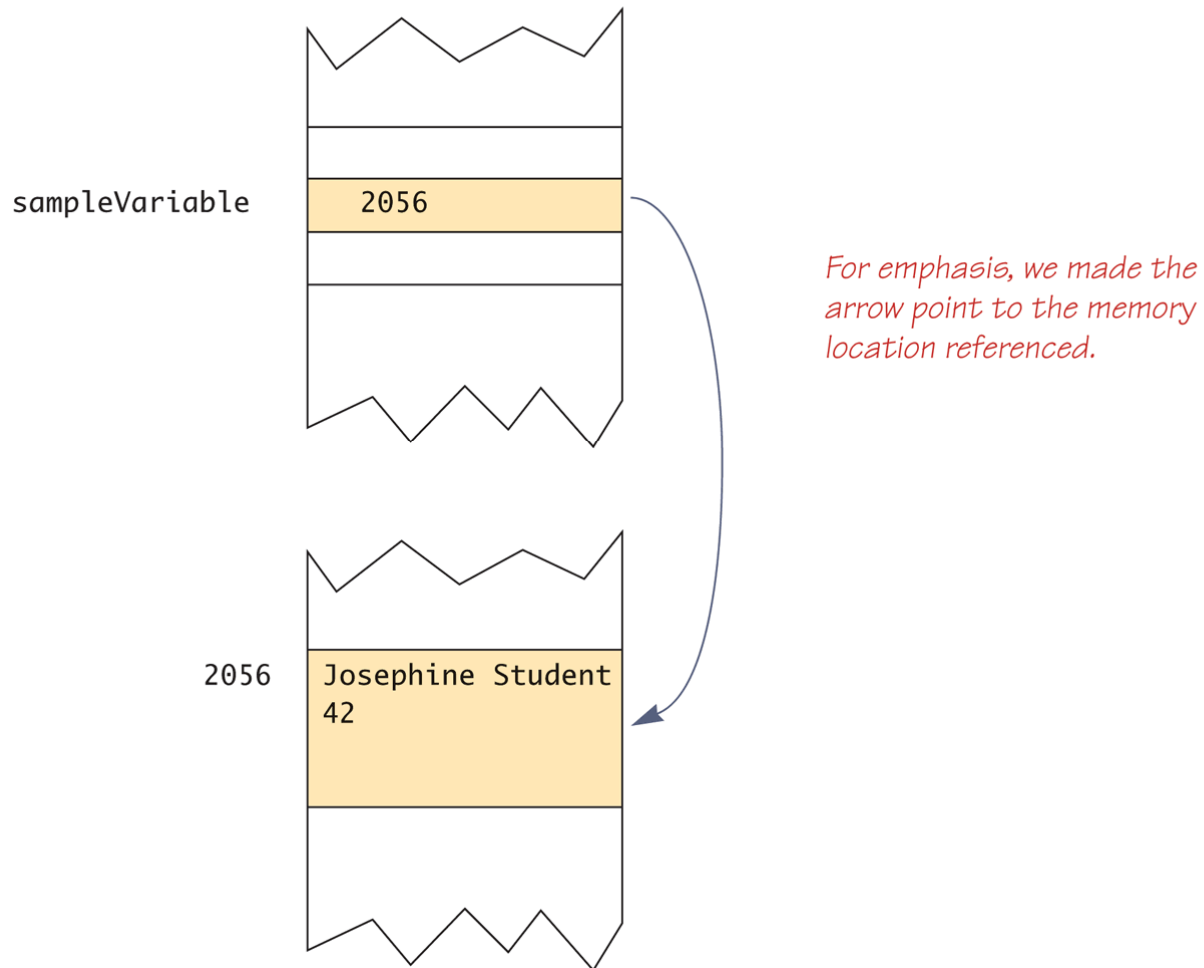 sampleVariable 2056
For emphasis, we made the
arrow point to the memory
location referenced.
2056 Josephine Student
42